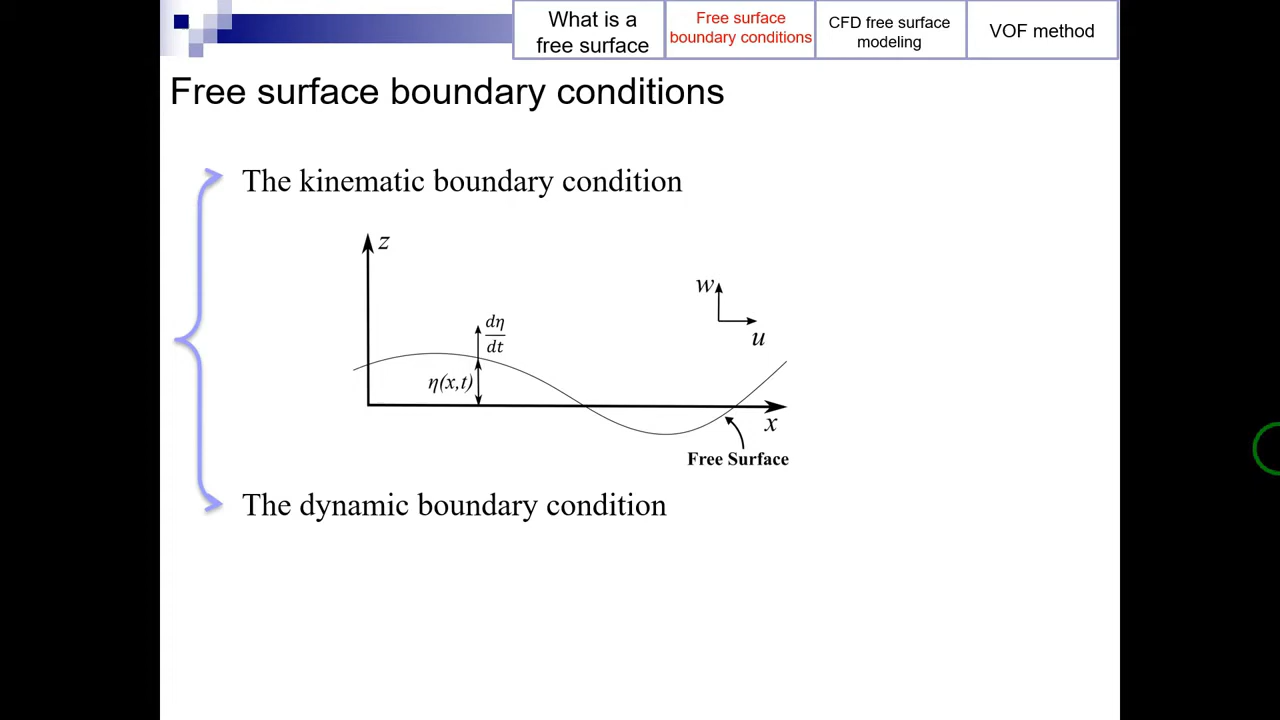 What is a
free surface
Free surface
boundary conditions
CFD free surface
modeling
VOF method
Free surface boundary conditions
The kinematic boundary condition
z
w
u
dη
dt
η(x,t)
x
Free Surface
The dynamic boundary condition